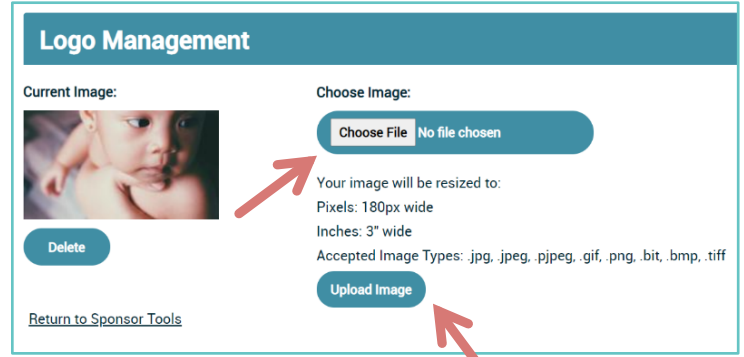 Logo Management
Current Image:
Delete
Return to Sponsor Tools
Choose Image:
Choose File No file chosen
Your image will be resized to:
Pixels: 180px wide
Inches: 3" wide
Accepted Image Types: .jpg, .jpeg, .pjpeg, .gif, .png, .bit, .bmp, .tiff
Upload Image